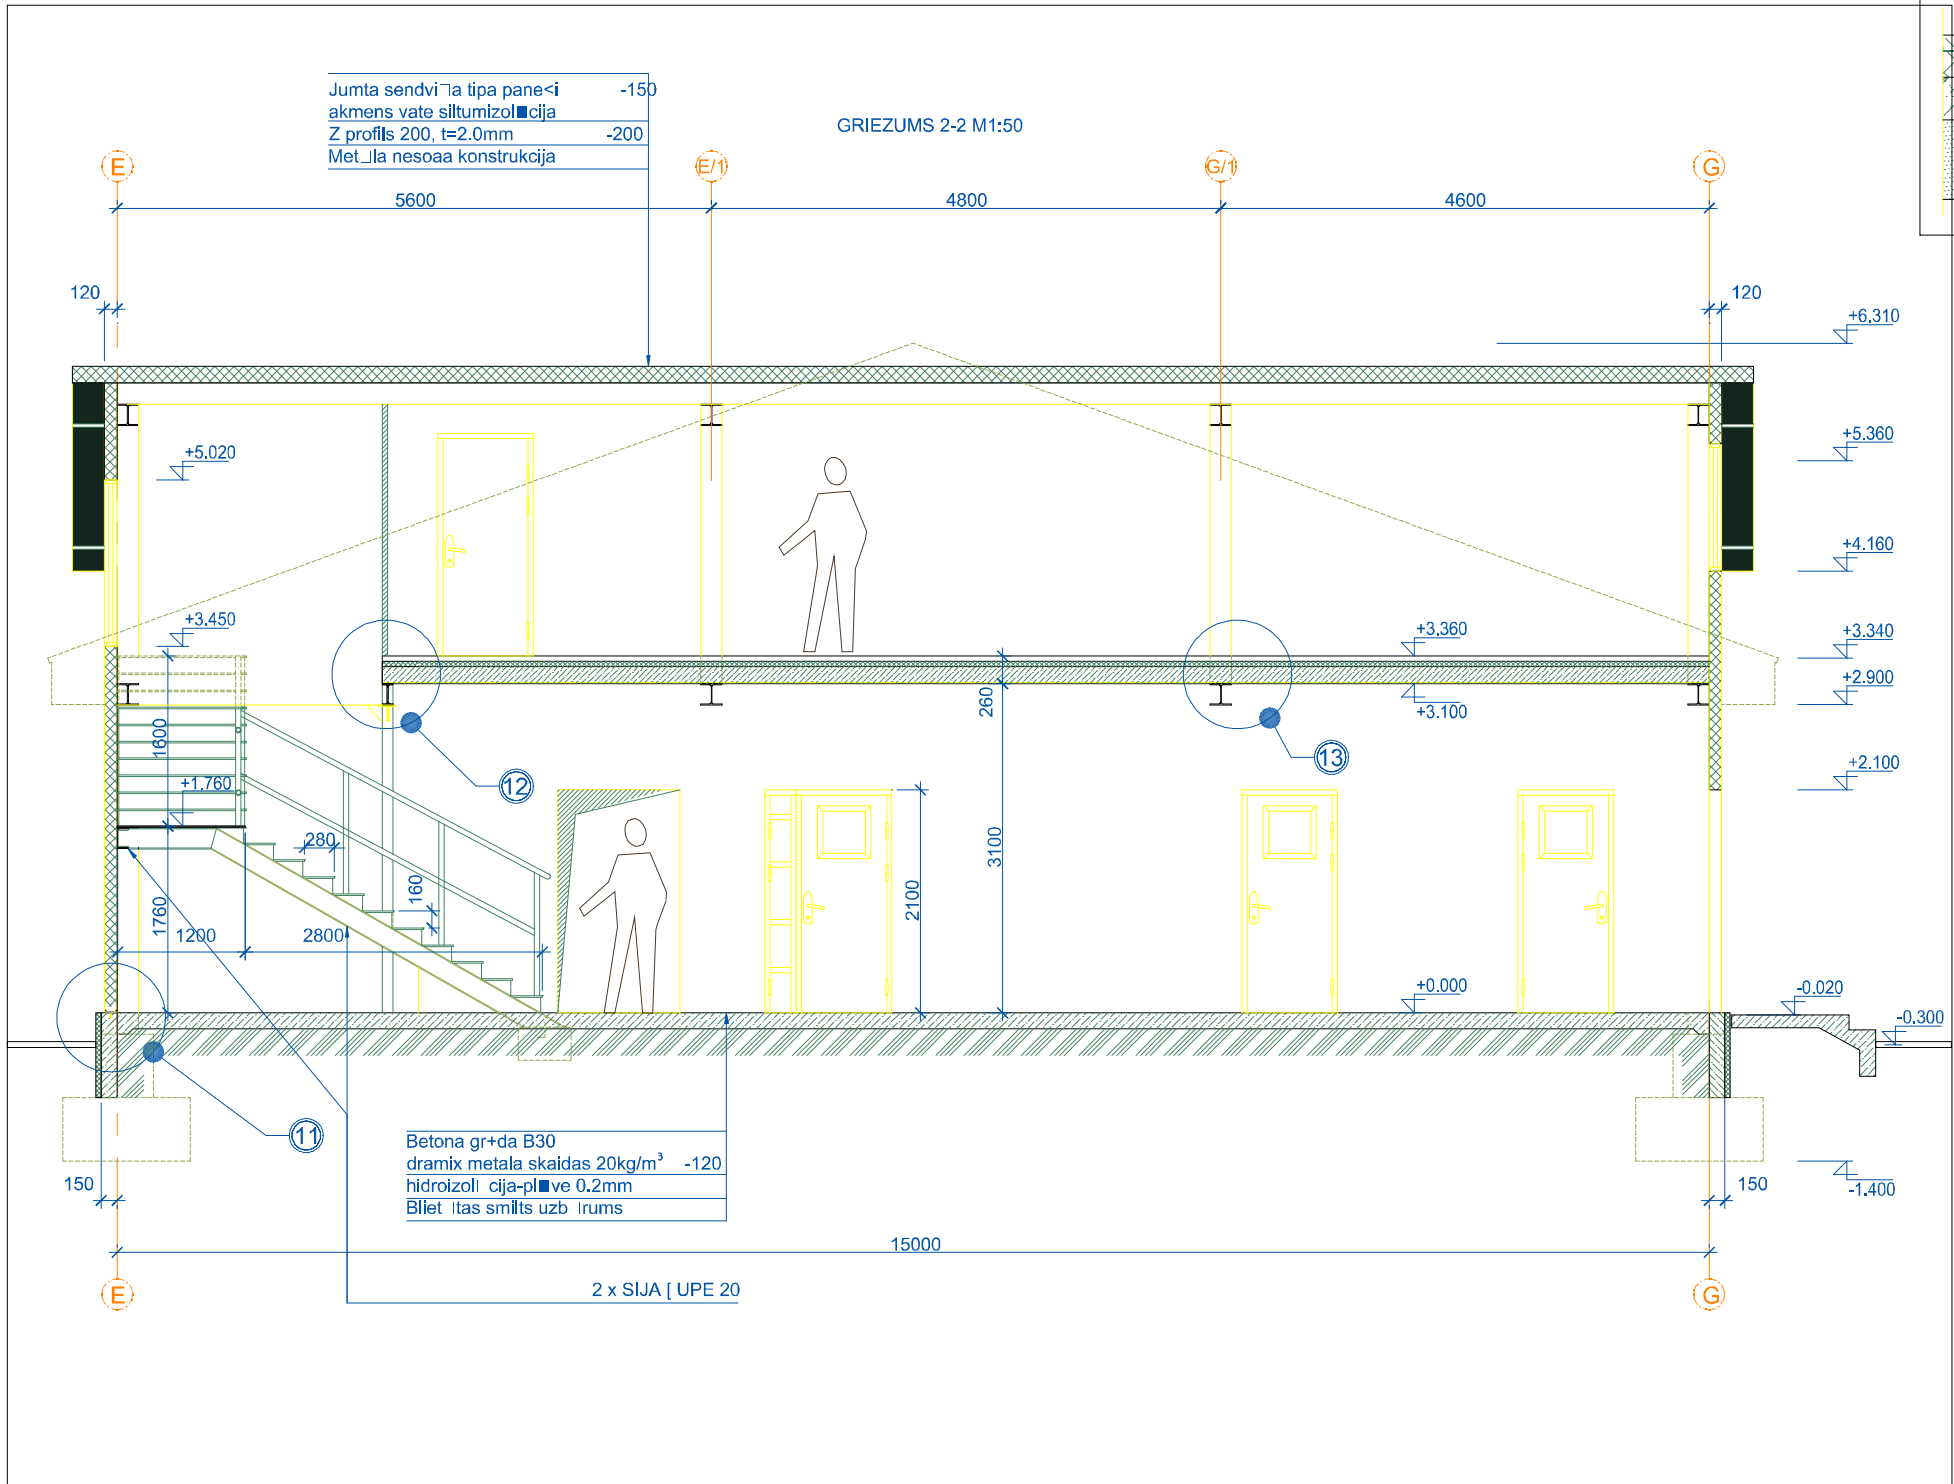 Jumta sendvi a tipa pane<i -150
akmens vate siltumizol■cija
Z profils 200, t=2.0mm -200
Met la nesoaa konstrukcija
GRIEZUMS 2-2 M1:50
E E/1 G/1 G
5600 4800 4600
120 120
+6.310
+5.020 +5.360
+4.160
+3.450 +3.360 +3.340
+2.900
260 +3.100
1600
12 13
+1.760 +2.100
280
3100
160 2100
1760
1200 2800
+0.000 -0.020
-0.300
11
Betona gr+da B30
dramix metala skaidas 20kg/m³ -120
hidroizol cija-pl■ve 0.2mm
Bliet tas smilts uzb rums
150 150
-1.400
15000
E G
2 x SIJA [ UPE 20